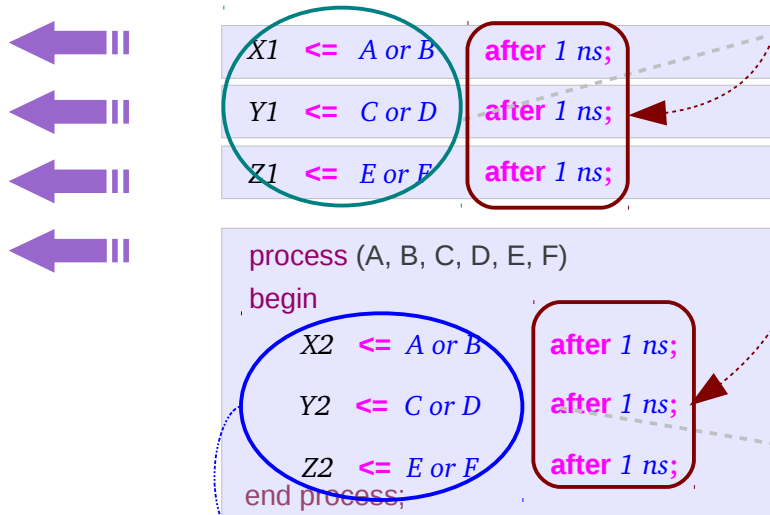 X1 <= A or B after 1 ns;
Y1 <= C or D after 1 ns;
Z1 <= E or F after 1 ns;
process (A, B, C, D, E, F)
begin
X2 <= A or B after 1 ns;
Y2 <= C or D after 1 ns;
Z2 <= E or F after 1 ns;
end process;